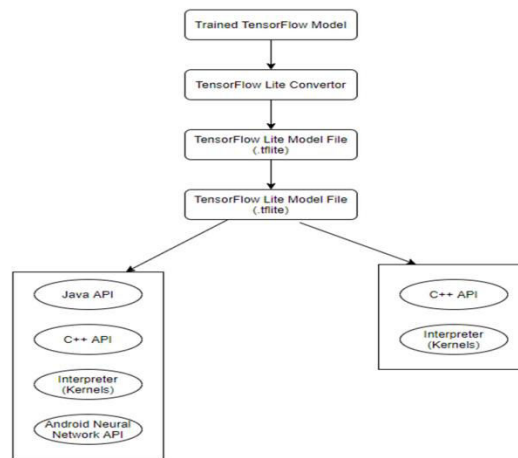 Trained TensorFlow Model
TensorFlow Lite Convertor
TensorFlow Lite Model File
(.tflite)
TensorFlow Lite Model File
(.tflite)
Java API
C++ API
Interpreter
(Kernels)
Android Neural
Network API
C++ API
Interpreter
(Kernels)